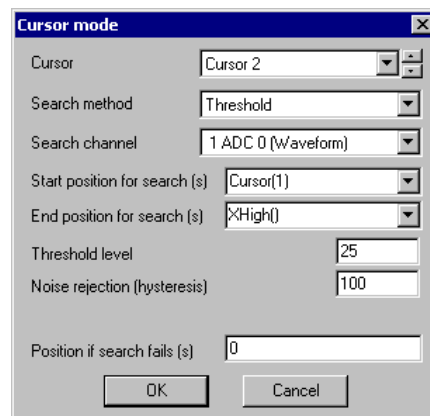 Cursor mode
Cursor Cursor 2
Search method Threshold
Search channel 1 ADC 0 (Waveform)
Start position for search (s) Cursor(1)
End position for search (s) XHigh()
Threshold level 25
Noise rejection (hysteresis) 100
Position if search fails (s) 0
OK Cancel